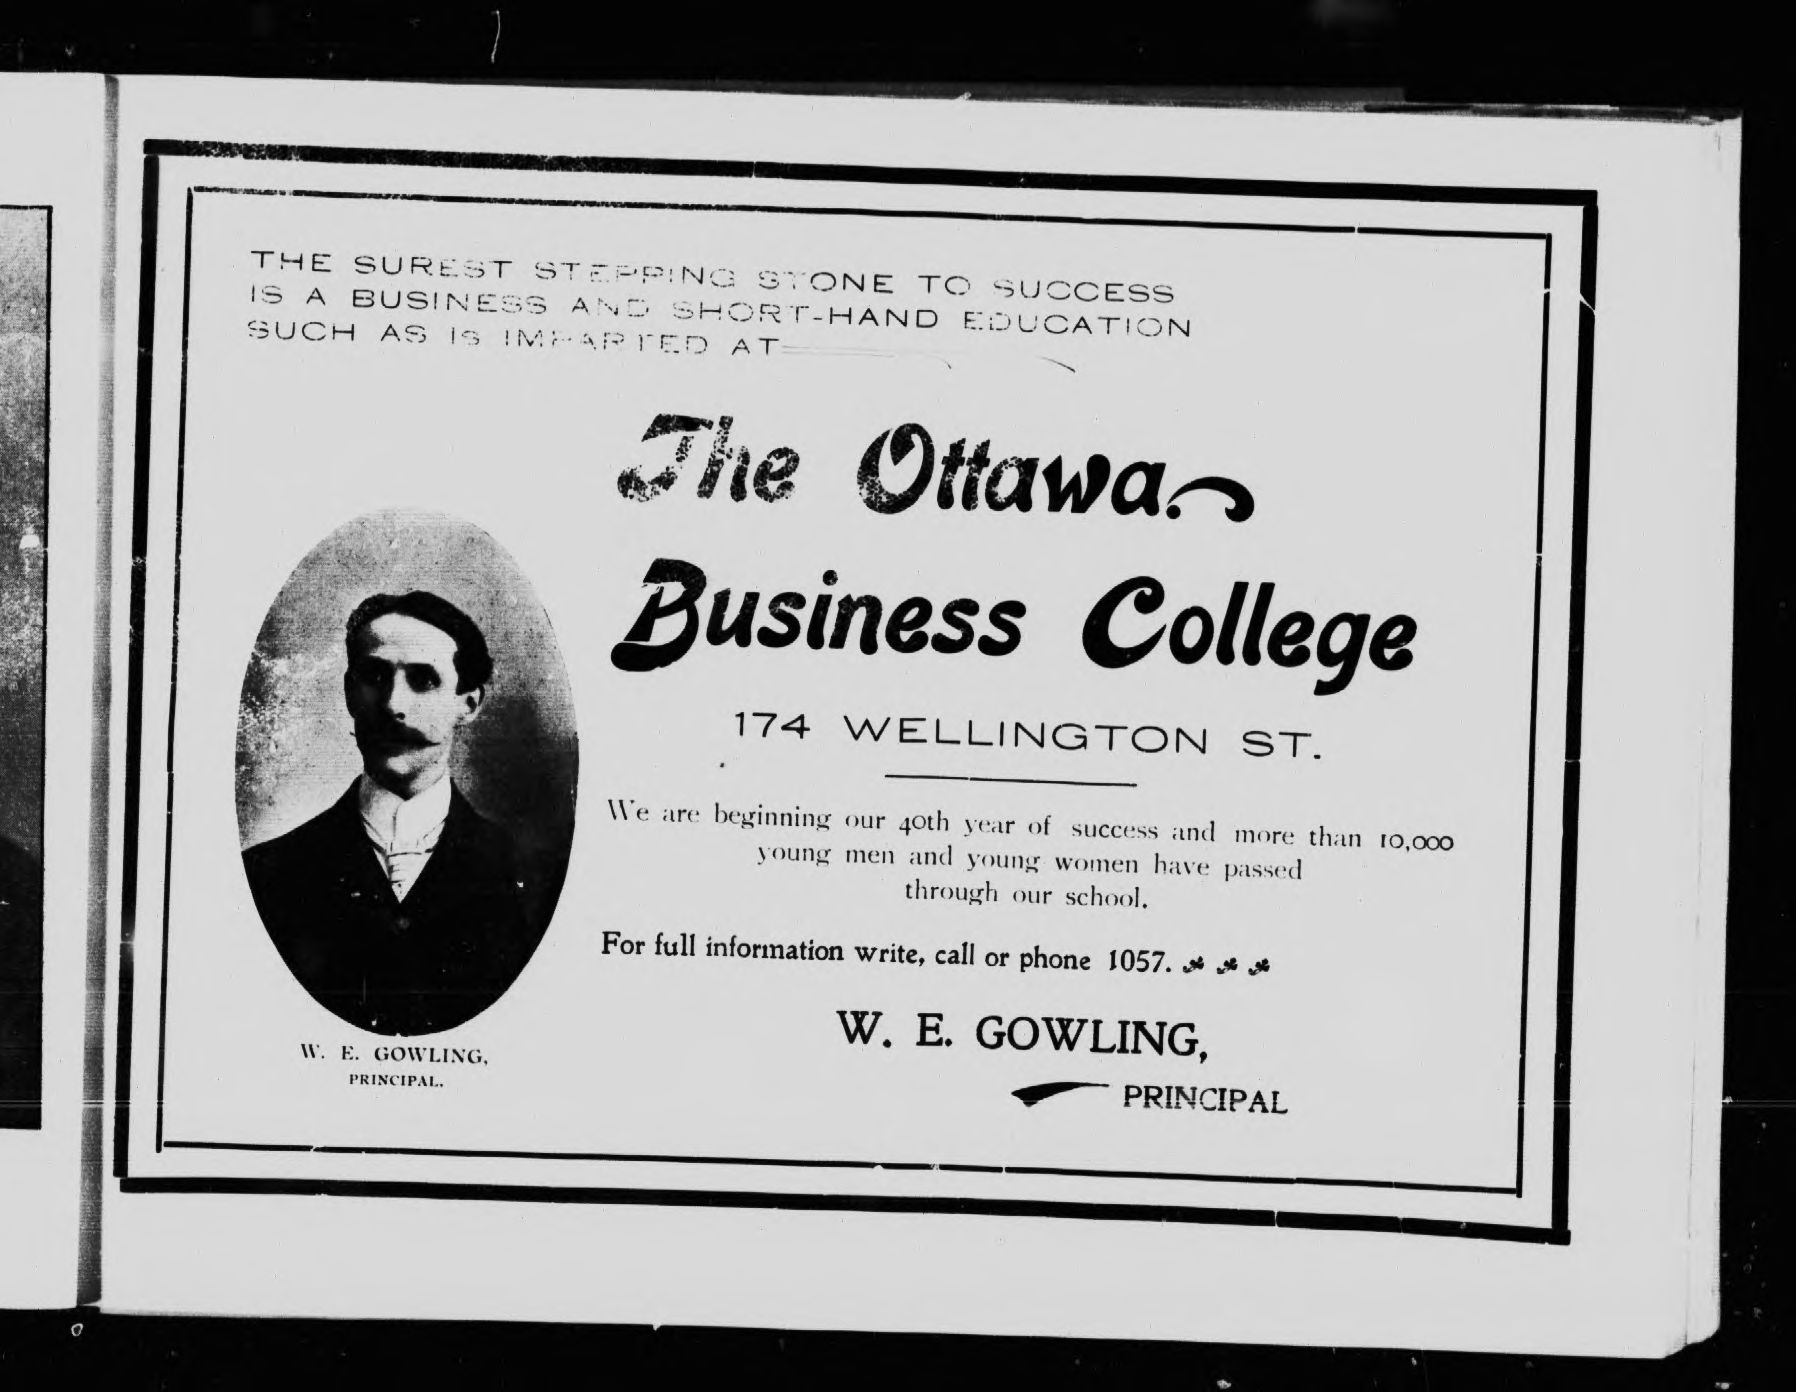 THE SUREST STEPPING STONE TO SUCCESS
IS A BUSINESS AND SHORT-HAND EDUCATION
SUCH AS IS IMPARTED AT
The Ottawa.
Business College
174 WELLINGTON ST.
We are beginning our 40th year of success and more than 10,000
young men and young women have passed
through our school.
For full information write, call or phone 1057.
W. E. GOWLING,
PRINCIPAL
W. E. GOWLING,
PRINCIPAL.